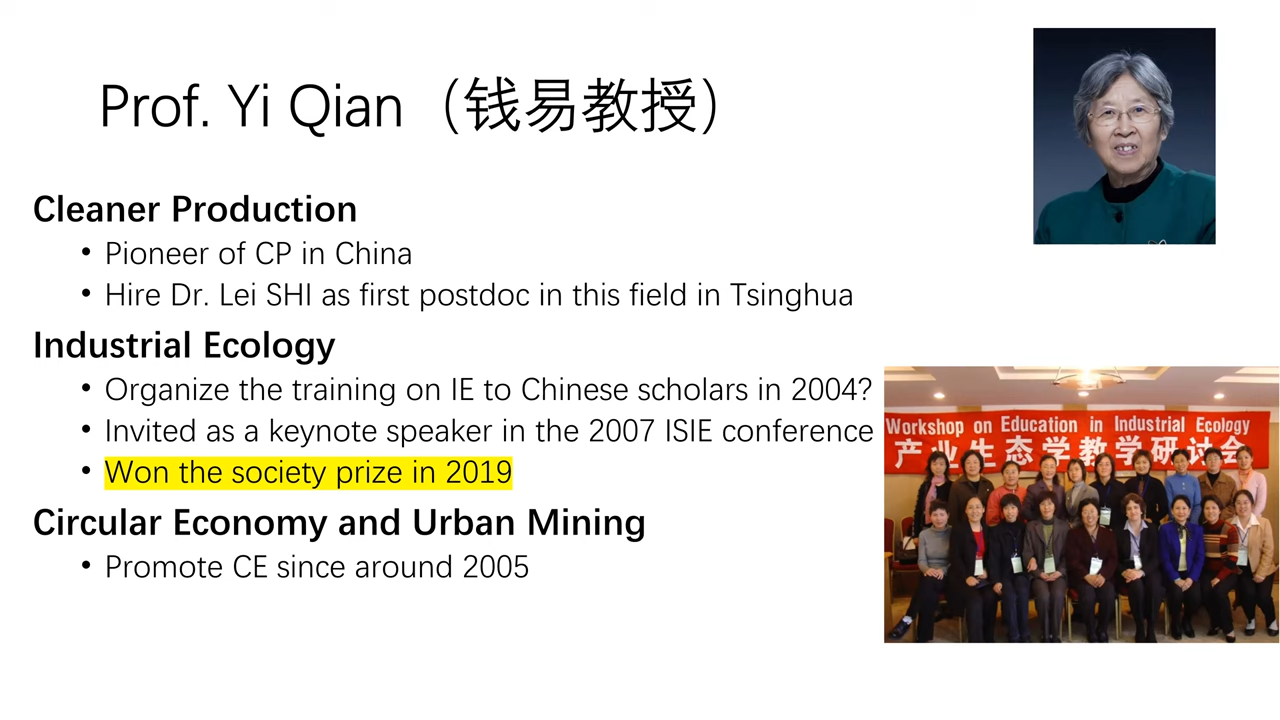 Prof. Yi Qian（钱易教授）
Cleaner Production
• Pioneer of CP in China
• Hire Dr. Lei SHI as first postdoc in this field in Tsinghua
Industrial Ecology
• Organize the training on IE to Chinese scholars in 2004?
• Invited as a keynote speaker in the 2007 ISIE conference
• Won the society prize in 2019
Circular Economy and Urban Mining
• Promote CE since around 2005
Workshop on Education in Industrial Ecology
产业生态学教学研讨会